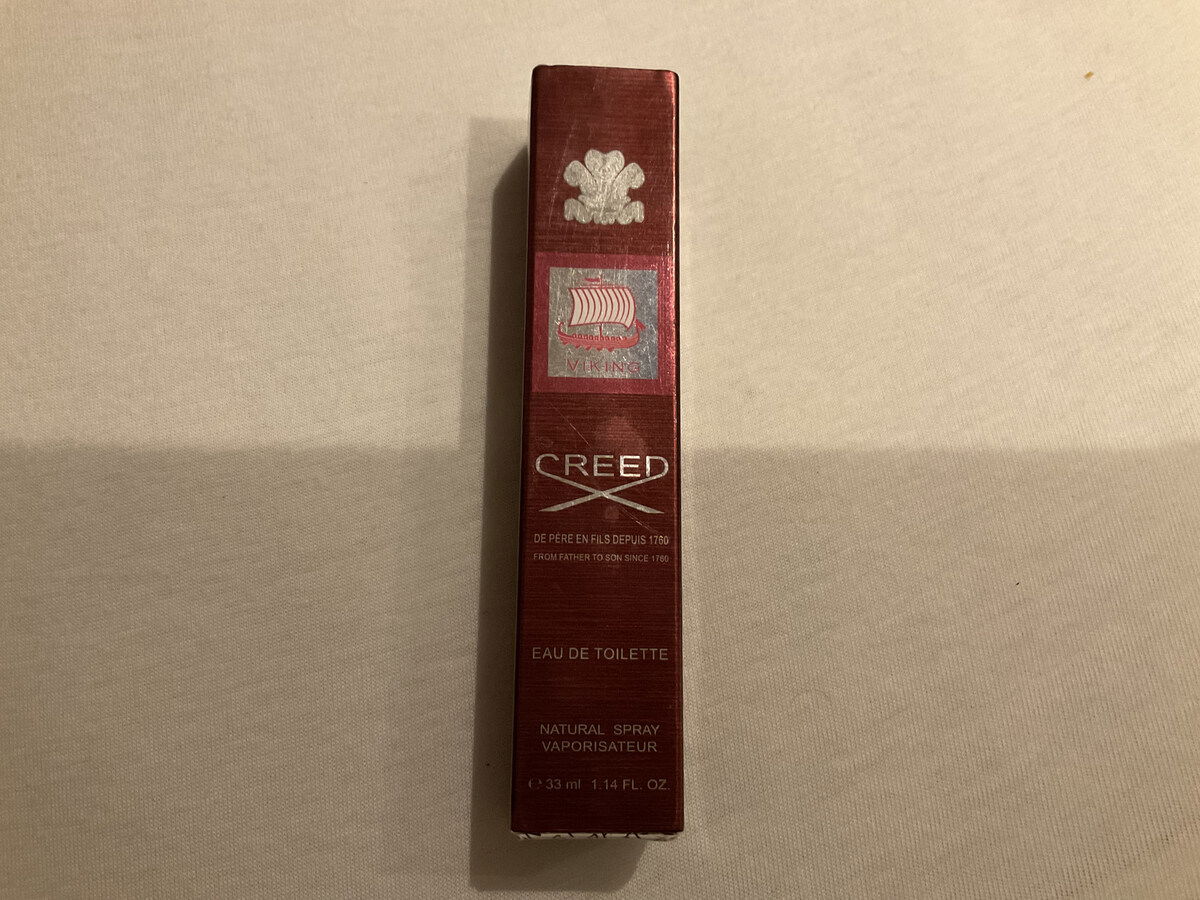 VIKING
CREED
DE PÈRE EN FILS DEPUIS 1760
FROM FATHER TO SON SINCE 1760
EAU DE TOILETTE
NATURAL SPRAY
VAPORISATEUR
℮ 33 ml 1.14 FL. OZ.